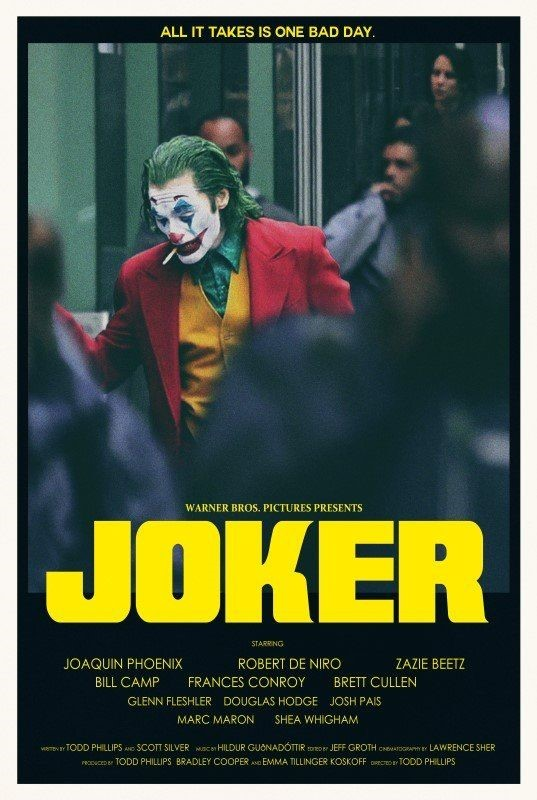 ALL IT TAKES IS ONE BAD DAY.
WARNER BROS. PICTURES PRESENTS
JOKER
STARRING
JOAQUIN PHOENIX ROBERT DE NIRO ZAZIE BEETZ
BILL CAMP FRANCES CONROY BRETT CULLEN
GLENN FLESHLER DOUGLAS HODGE JOSH PAIS
MARC MARON SHEA WHIGHAM
WRITTEN BY TODD PHILLIPS AND SCOTT SILVER MUSIC BY HILDUR GUÐNADÓTTIR EDITED BY JEFF GROTH CINEMATOGRAPHY BY LAWRENCE SHER
PRODUCED BY TODD PHILLIPS BRADLEY COOPER AND EMMA TILLINGER KOSKOFF DIRECTED BY TODD PHILLIPS